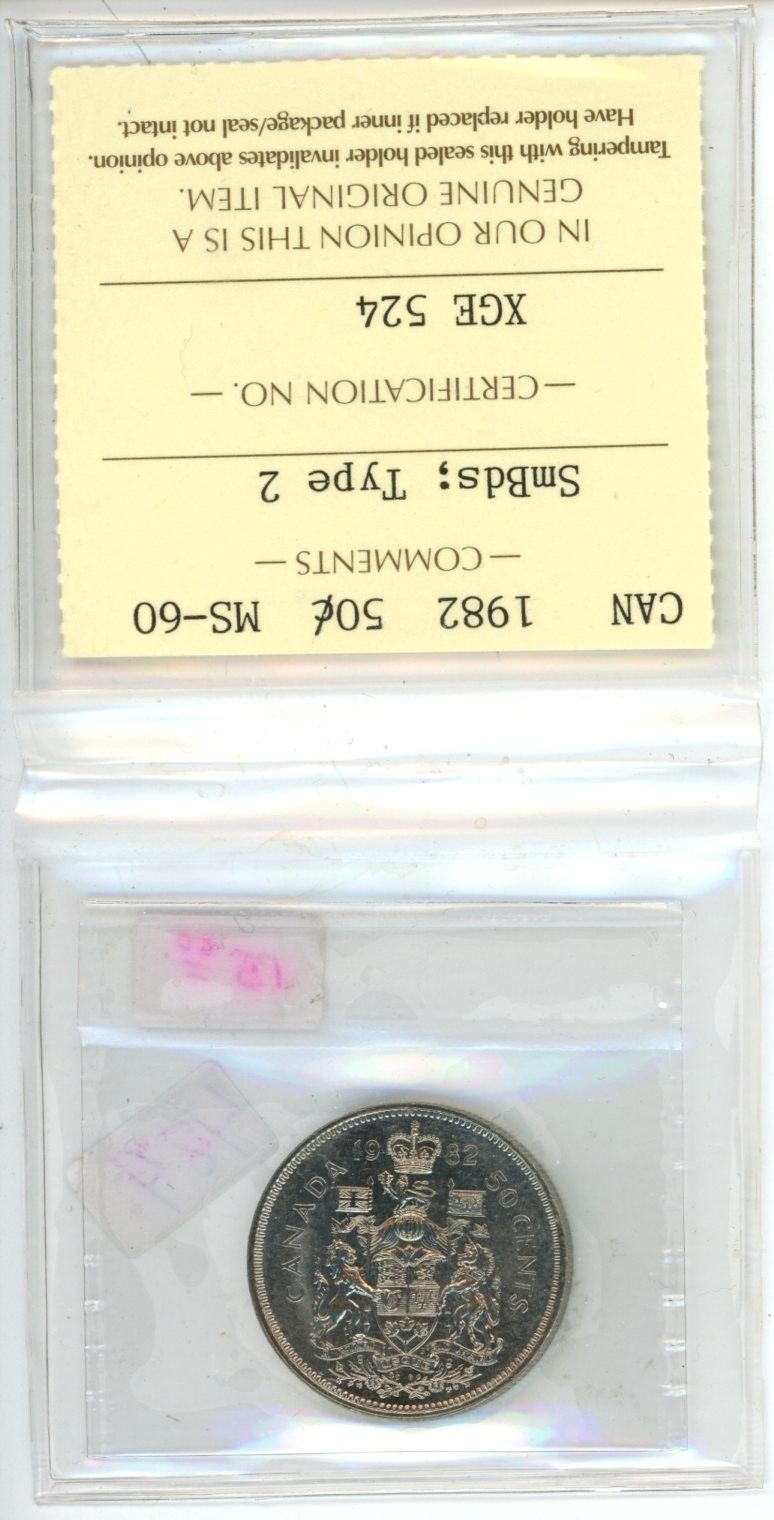 CAN 1982 50¢ MS-60
— COMMENTS —
SmBds; Type 2
— CERTIFICATION NO. —
XGE 524
IN OUR OPINION THIS IS A
GENUINE ORIGINAL ITEM.
Tampering with this sealed holder invalidates above opinion.
Have holder replaced if inner package/seal not intact.
CANADA 1982 50 CENTS